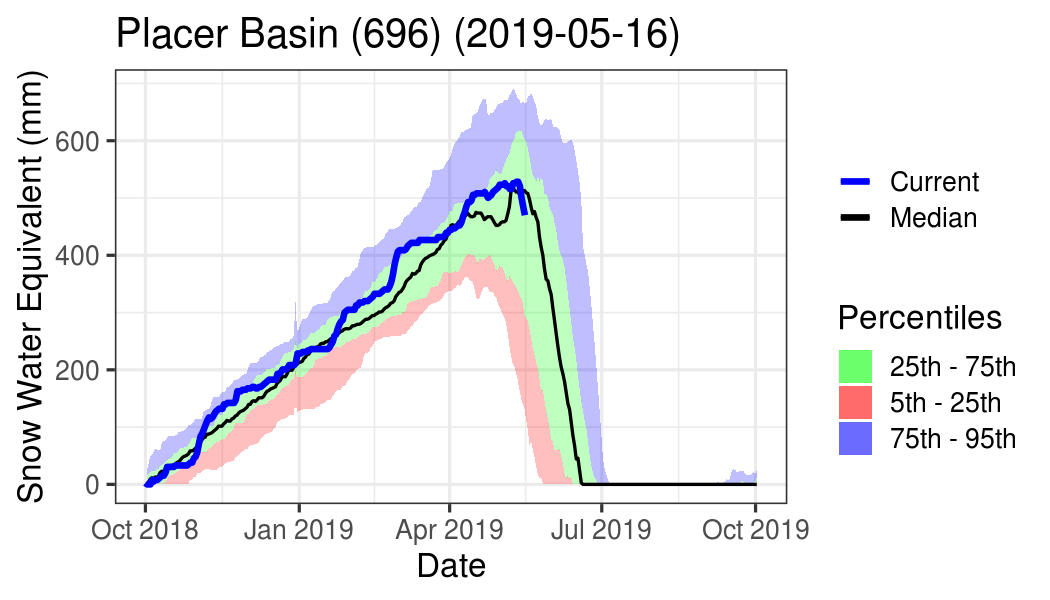 Placer Basin (696) (2019-05-16)
Snow Water Equivalent (mm)
600
400
200
0
Oct 2018 Jan 2019 Apr 2019 Jul 2019 Oct 2019
Date
Current
Median
Percentiles
25th - 75th
5th - 25th
75th - 95th